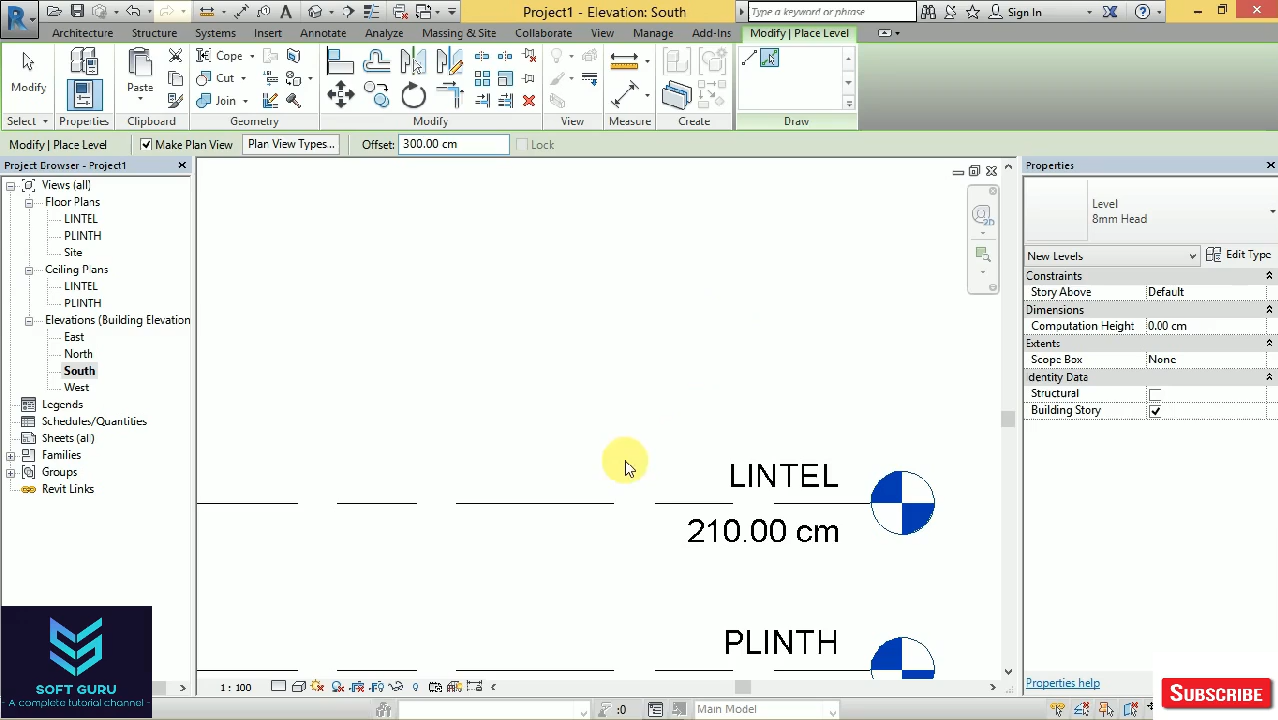 Project1 - Elevation: South
Type a keyword or phrase
Sign In
Architecture
Structure
Systems
Insert
Annotate
Analyze
Massing & Site
Collaborate
View
Manage
Add-Ins
Modify | Place Level
Modify
Paste
Cope
Cut
Join
Select
Properties
Clipboard
Geometry
Modify
View
Measure
Create
Draw
Modify | Place Level
Make Plan View
Plan View Types...
Offset:
300.00 cm
Lock
Project Browser - Project1
Views (all)
Floor Plans
LINTEL
PLINTH
Site
Ceiling Plans
LINTEL
PLINTH
Elevations (Building Elevation
East
North
South
West
Legends
Schedules/Quantities
Sheets (all)
Families
Groups
Revit Links
2D
LINTEL
210.00 cm
PLINTH
Properties
Level
8mm Head
New Levels
Edit Type
Constraints
Story Above
Default
Dimensions
Computation Height
0.00 cm
Extents
Scope Box
None
Identity Data
Structural
Building Story
Properties help
SOFT GURU
- A complete tutorial channel -
1 : 100
:0
Main Model
SUBSCRIBE